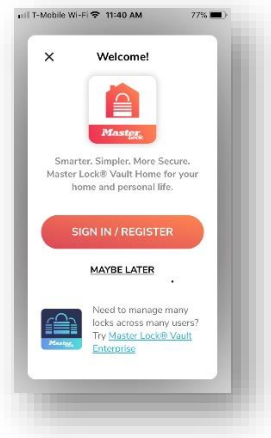 T-Mobile Wi-Fi 11:40 AM 77%
× Welcome!
Master Lock
Smarter. Simpler. More Secure.
Master Lock® Vault Home for your
home and personal life.
SIGN IN / REGISTER
MAYBE LATER
Need to manage many
locks across many users?
Try Master Lock® Vault
Enterprise
Master Lock